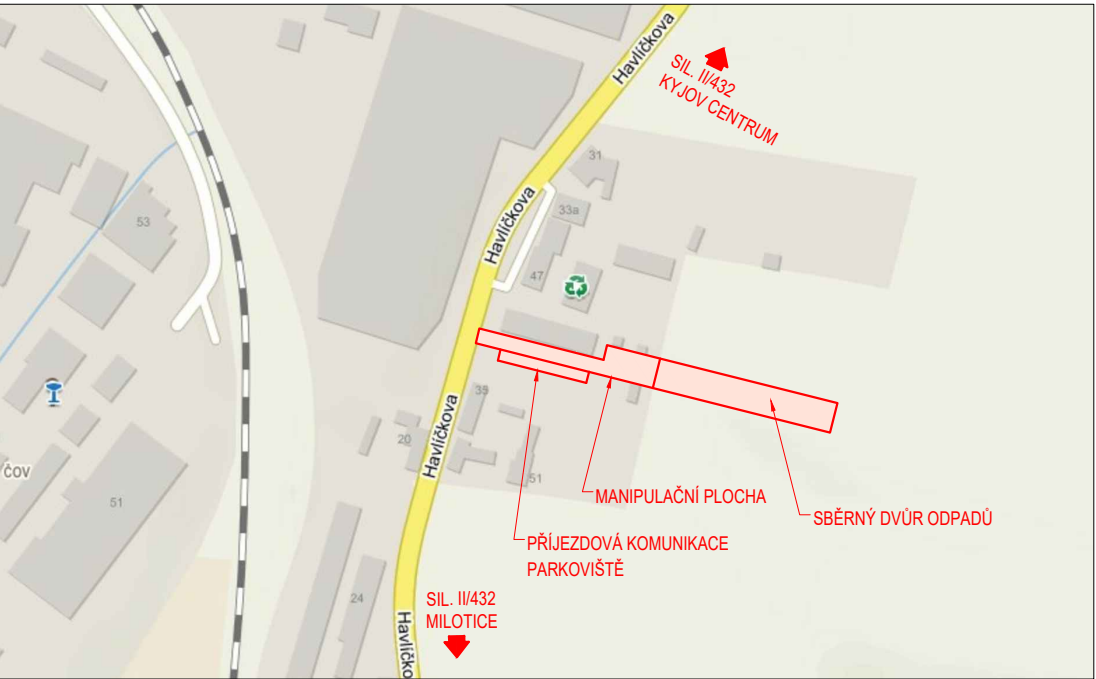 Havlíčkova
SIL. II/432
KYJOV CENTRUM
31
33a
Havlíčkova
53
47
35
Havlíčkova
20
ČOV
51
51
MANIPULAČNÍ PLOCHA
SBĚRNÝ DVŮR ODPADŮ
PŘÍJEZDOVÁ KOMUNIKACE
PARKOVIŠTĚ
24
SIL. II/432
MILOTICE
Havlíčko